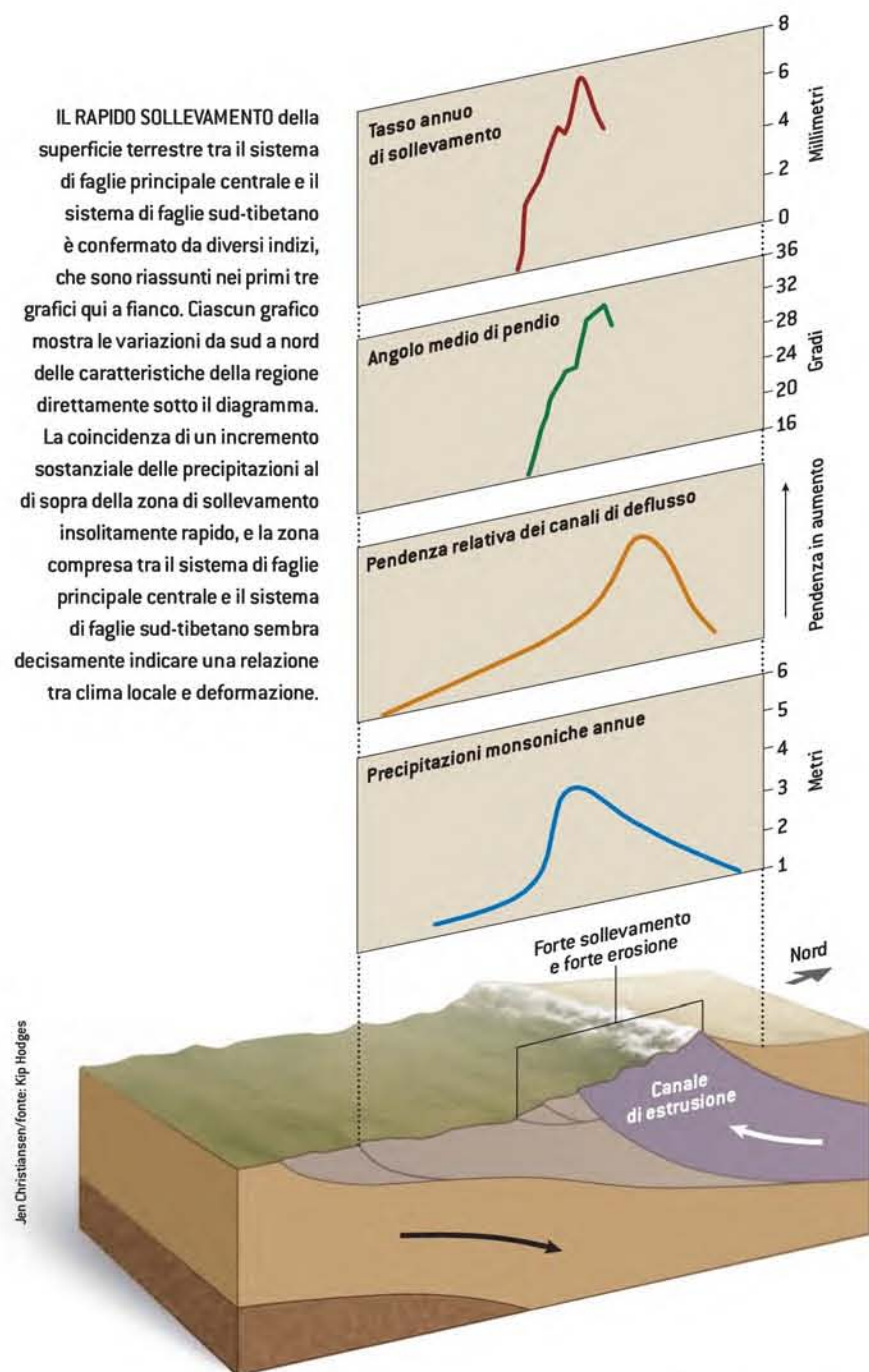 IL RAPIDO SOLLEVAMENTO della
superficie terrestre tra il sistema
di faglie principale centrale e il
sistema di faglie sud-tibetano
è confermato da diversi indizi,
che sono riassunti nei primi tre
grafici qui a fianco. Ciascun grafico
mostra le variazioni da sud a nord
delle caratteristiche della regione
direttamente sotto il diagramma.
La coincidenza di un incremento
sostanziale delle precipitazioni al
di sopra della zona di sollevamento
insolitamente rapido, e la zona
compresa tra il sistema di faglie
principale centrale e il sistema
di faglie sud-tibetano sembra
decisamente indicare una relazione
tra clima locale e deformazione.
Tasso annuo
di sollevamento
8
6
4
2
0
Millimetri
Angolo medio di pendio
36
32
28
24
20
16
Gradi
Pendenza relativa dei canali di deflusso
Pendenza in aumento
Precipitazioni monsoniche annue
6
5
4
3
2
1
Metri
Forte sollevamento
e forte erosione
Nord
Canale
di estrusione
Jen Christiansen/fonte: Kip Hodges